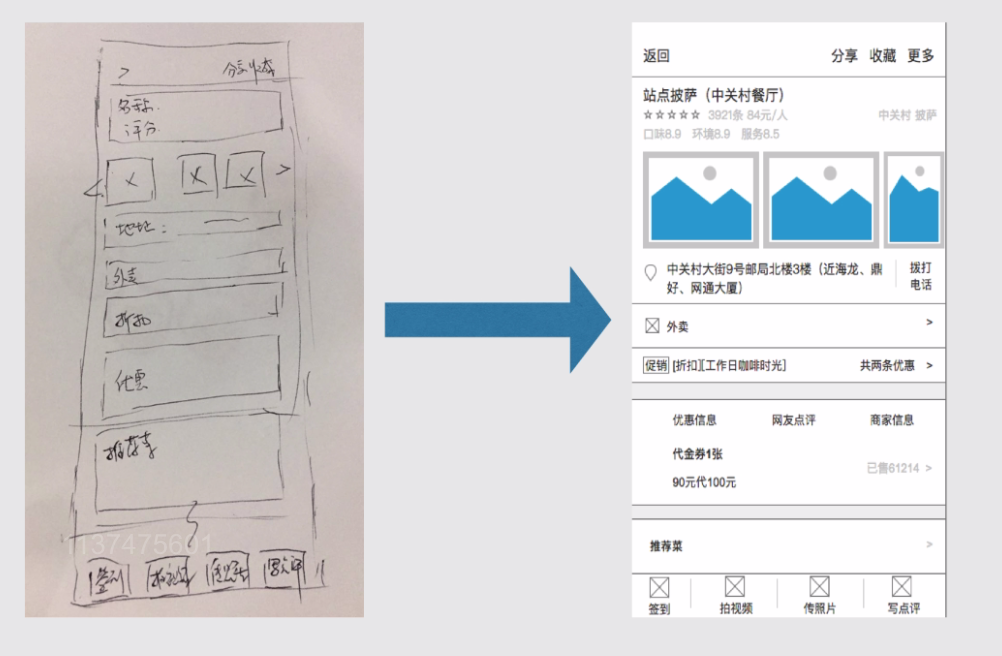 >
分享 收藏
名称.
评分.
< >
地址：
外卖
折扣
优惠
推荐菜
1137475601
签到 拍视频 传照片 写点评
返回 分享 收藏 更多
站点披萨（中关村餐厅）
☆☆☆☆☆ 3921条 84元/人 中关村 披萨
口味8.9 环境8.9 服务8.5
中关村大街9号邮局北楼3楼（近海龙、鼎
好、网通大厦）
拨打
电话
外卖 >
促销 [折扣][工作日咖啡时光] 共两条优惠 >
优惠信息 网友点评 商家信息
代金券1张
已售61214 >
90元代100元
推荐菜 >
签到 拍视频 传照片 写点评